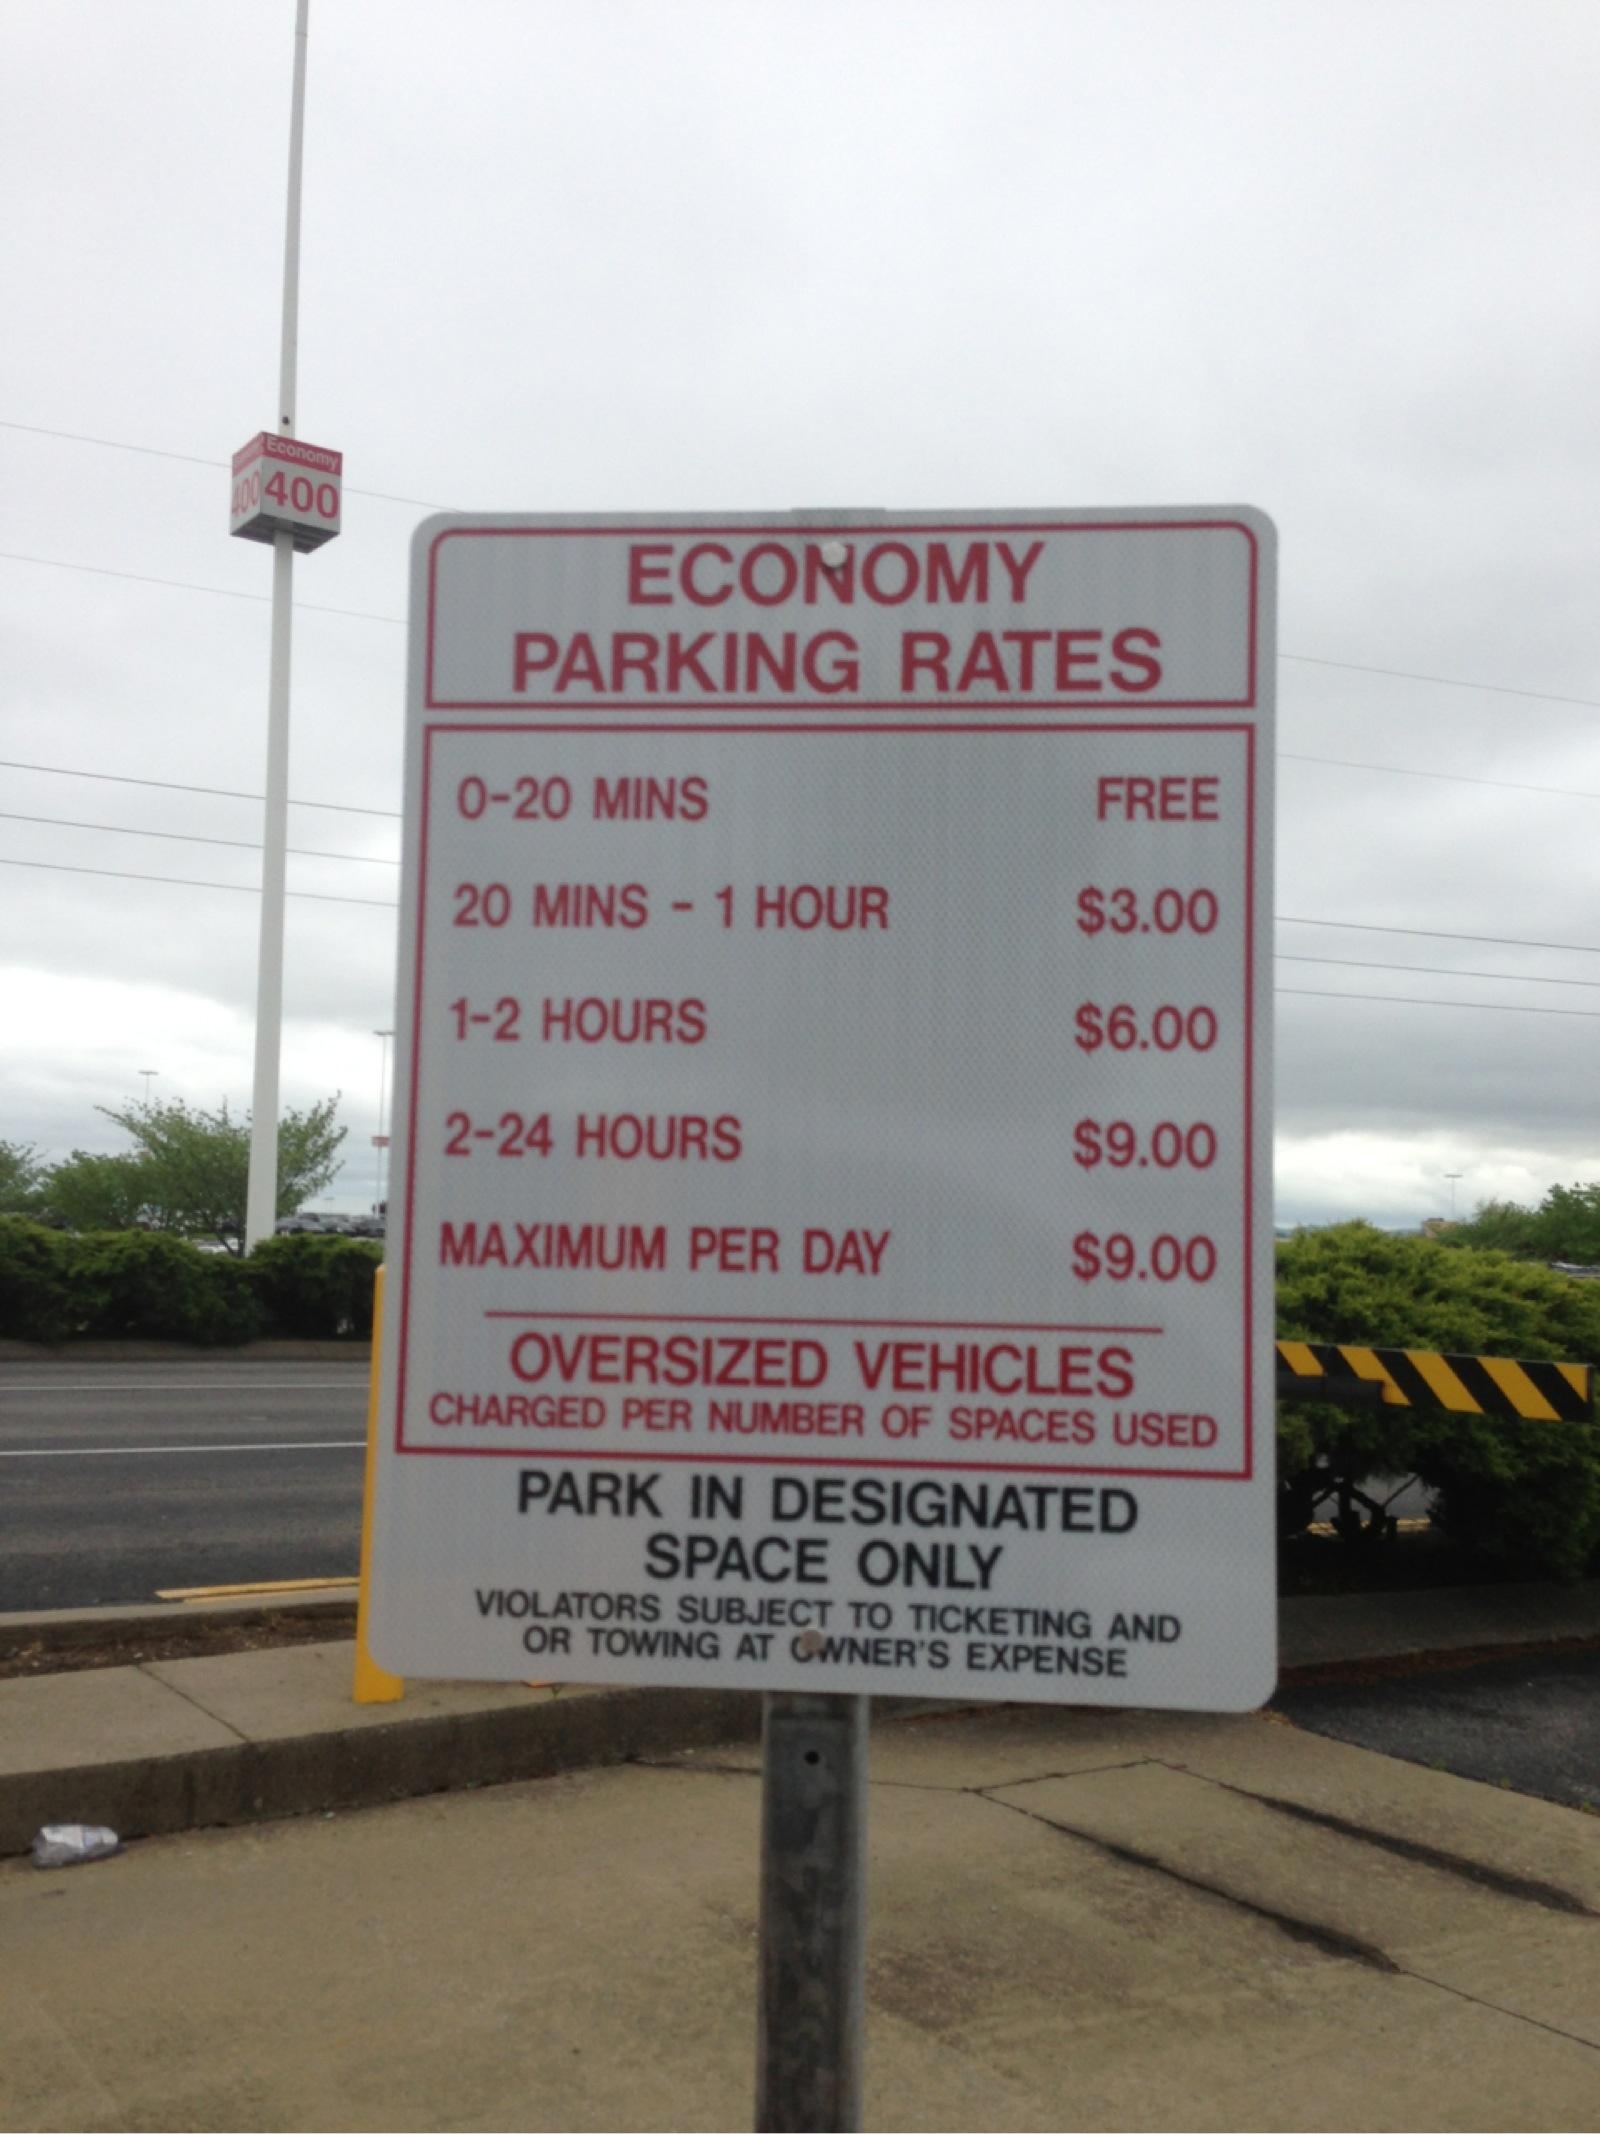 Economy
400
400
ECONOMY
PARKING RATES
0-20 MINS FREE
20 MINS - 1 HOUR $3.00
1-2 HOURS $6.00
2-24 HOURS $9.00
MAXIMUM PER DAY $9.00
OVERSIZED VEHICLES
CHARGED PER NUMBER OF SPACES USED
PARK IN DESIGNATED
SPACE ONLY
VIOLATORS SUBJECT TO TICKETING AND
OR TOWING AT OWNER'S EXPENSE